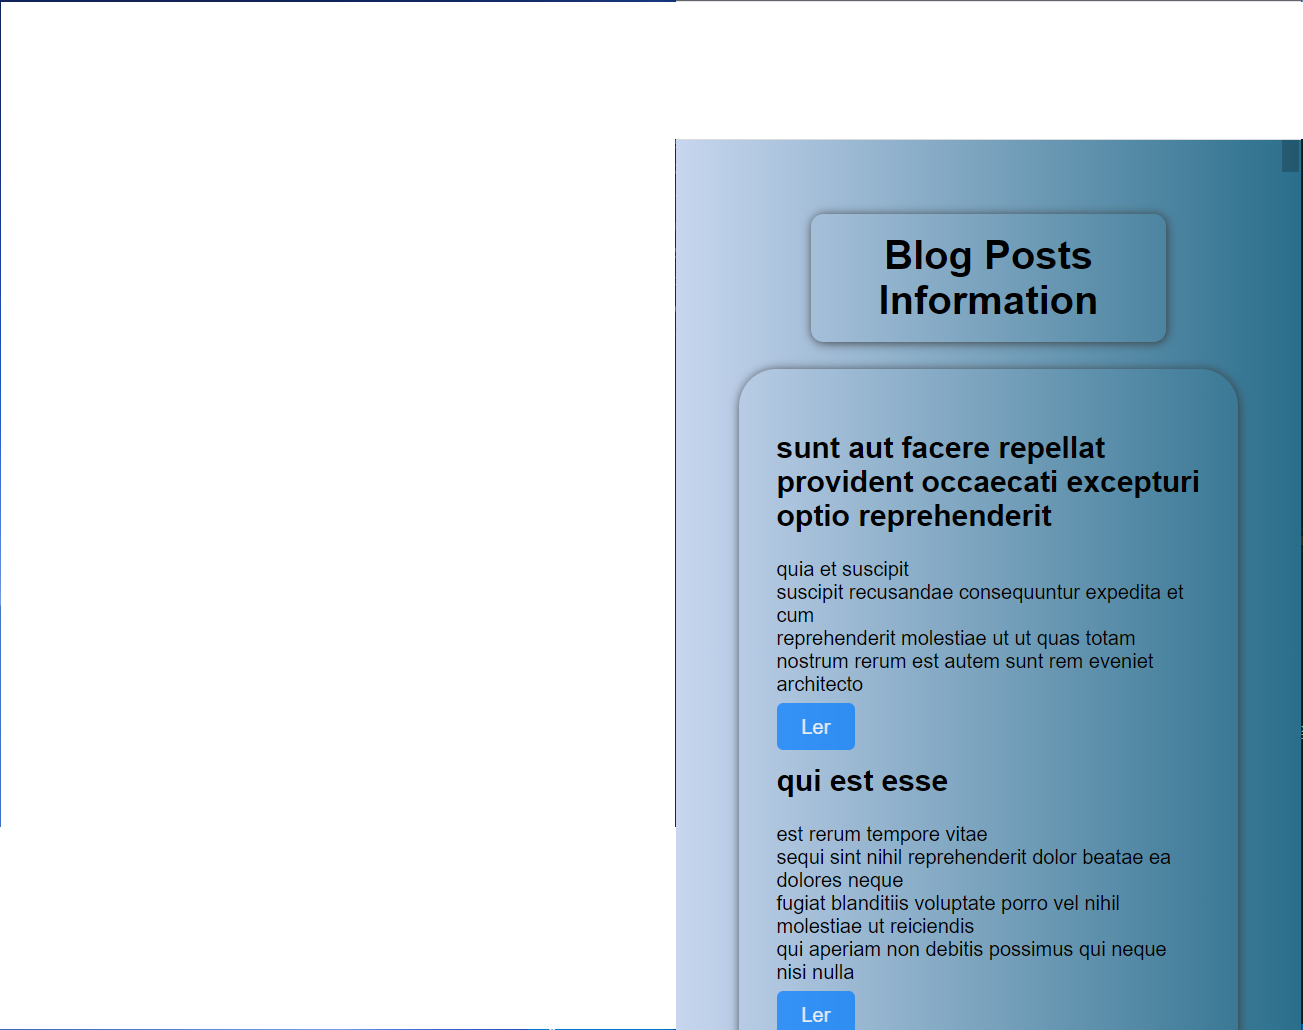 Blog Posts
Information
sunt aut facere repellat
provident occaecati excepturi
optio reprehenderit
quia et suscipit
suscipit recusandae consequuntur expedita et
cum
reprehenderit molestiae ut ut quas totam
nostrum rerum est autem sunt rem eveniet
architecto
Ler
qui est esse
est rerum tempore vitae
sequi sint nihil reprehenderit dolor beatae ea
dolores neque
fugiat blanditiis voluptate porro vel nihil
molestiae ut reiciendis
qui aperiam non debitis possimus qui neque
nisi nulla
Ler